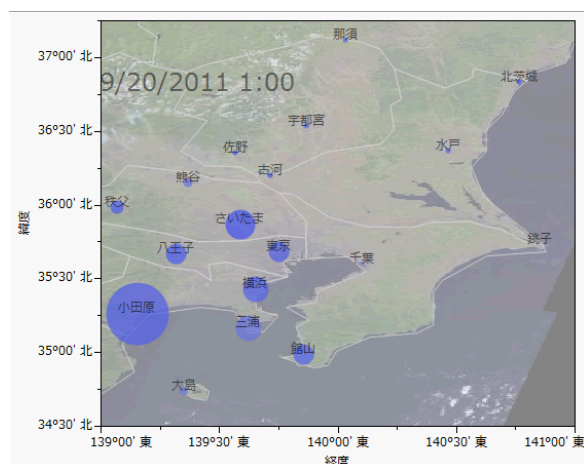 37°00' 北
那須
9/20/2011 1:00
北茨城
36°30' 北
宇都宮
水戸
佐野
古河
熊谷
36°00' 北
秩父
さいたま
緯度
八王子
東京
銚子
千葉
35°30' 北
横浜
小田原
三浦
35°00' 北
館山
大島
34°30' 北
139°00' 東
139°30' 東
140°00' 東
140°30' 東
141°00' 東
経度